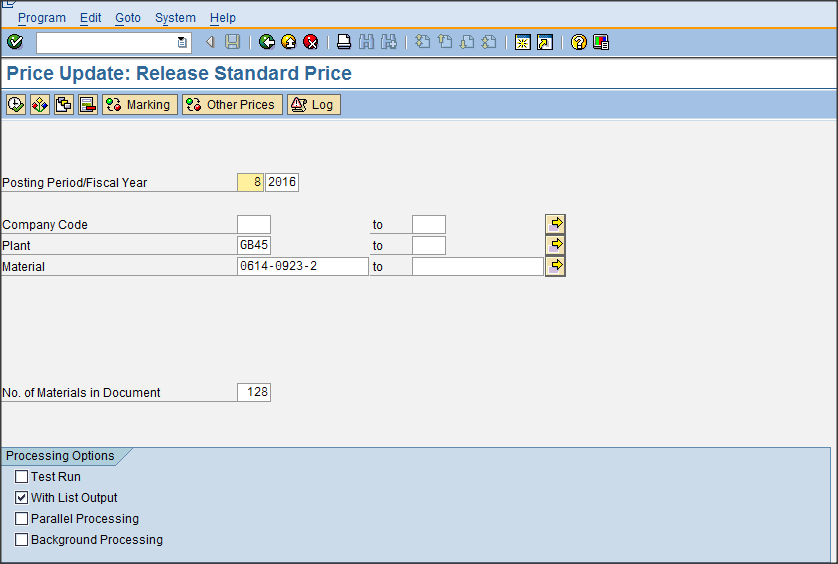 Program Edit Goto System Help
Price Update: Release Standard Price
Marking Other Prices Log
Posting Period/Fiscal Year 8 2016
Company Code to
Plant GB45 to
Material 0614-0923-2 to
No. of Materials in Document 128
Processing Options
Test Run
With List Output
Parallel Processing
Background Processing